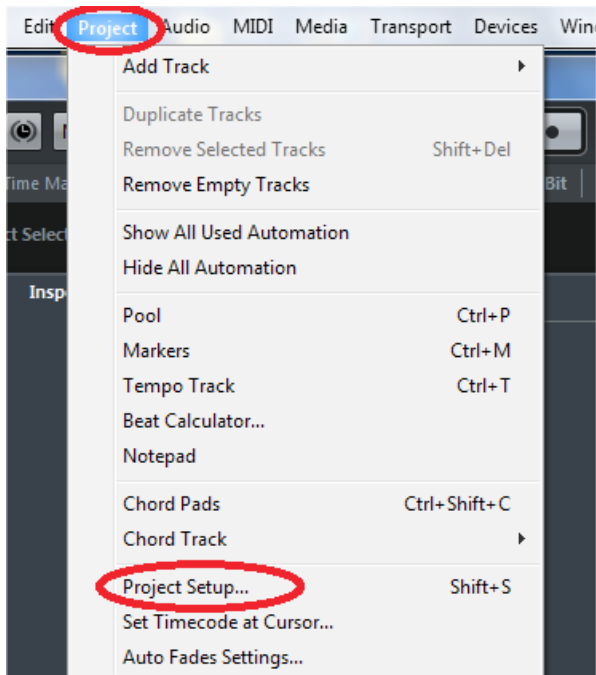 Edit Project Audio MIDI Media Transport Devices
Add Track
Duplicate Tracks
Remove Selected Tracks Shift+Del
Time
Remove Empty Tracks
Bit
Show All Used Automation
Hide All Automation
Pool Ctrl+P
Markers Ctrl+M
Tempo Track Ctrl+T
Beat Calculator...
Notepad
Chord Pads Ctrl+Shift+C
Chord Track
Project Setup... Shift+S
Set Timecode at Cursor...
Auto Fades Settings...